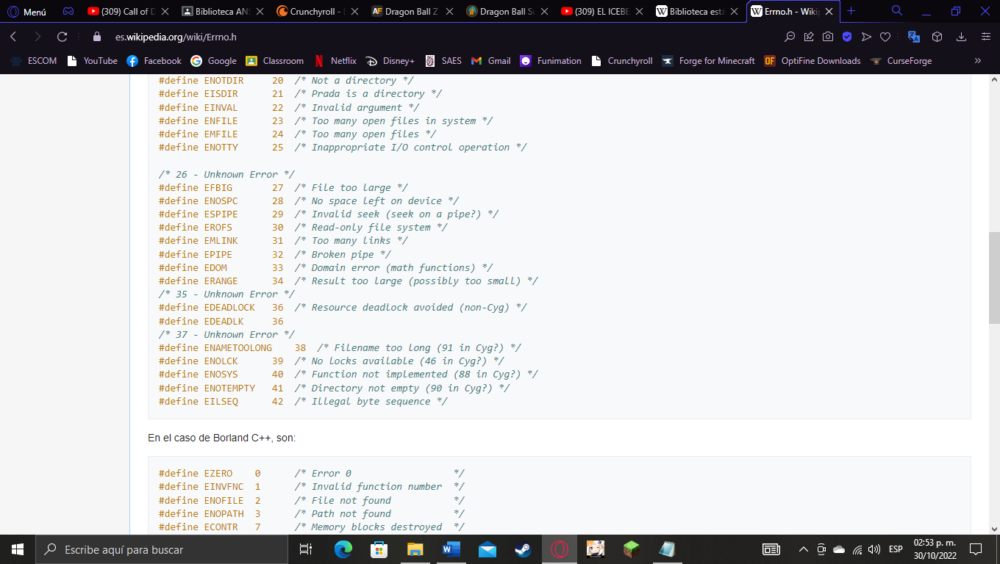 Menú
(309) Call of D
Biblioteca ANS
Crunchyroll -
Dragon Ball Z
Dragon Ball Su
(309) EL ICEBE
Biblioteca está
Errno.h - Wikip
es.wikipedia.org/wiki/Errno.h
ESCOM YouTube Facebook Google Classroom Netflix Disney+ SAES Gmail Funimation Crunchyroll Forge for Minecraft OptiFine Downloads CurseForge »
#define ENOTDIR 20 /* Not a directory */
#define EISDIR 21 /* Prada is a directory */
#define EINVAL 22 /* Invalid argument */
#define ENFILE 23 /* Too many open files in system */
#define EMFILE 24 /* Too many open files */
#define ENOTTY 25 /* Inappropriate I/O control operation */
/* 26 - Unknown Error */
#define EFBIG 27 /* File too large */
#define ENOSPC 28 /* No space left on device */
#define ESPIPE 29 /* Invalid seek (seek on a pipe?) */
#define EROFS 30 /* Read-only file system */
#define EMLINK 31 /* Too many links */
#define EPIPE 32 /* Broken pipe */
#define EDOM 33 /* Domain error (math functions) */
#define ERANGE 34 /* Result too large (possibly too small) */
/* 35 - Unknown Error */
#define EDEADLOCK 36 /* Resource deadlock avoided (non-Cyg) */
#define EDEADLK 36
/* 37 - Unknown Error */
#define ENAMETOOLONG 38 /* Filename too long (91 in Cyg?) */
#define ENOLCK 39 /* No locks available (46 in Cyg?) */
#define ENOSYS 40 /* Function not implemented (88 in Cyg?) */
#define ENOTEMPTY 41 /* Directory not empty (90 in Cyg?) */
#define EILSEQ 42 /* Illegal byte sequence */
En el caso de Borland C++, son:
#define EZERO 0 /* Error 0 */
#define EINVFNC 1 /* Invalid function number */
#define ENOFILE 2 /* File not found */
#define ENOPATH 3 /* Path not found */
#define ECONTR 7 /* Memory blocks destroyed */
Escribe aquí para buscar
ESP
02:53 p. m.
30/10/2022